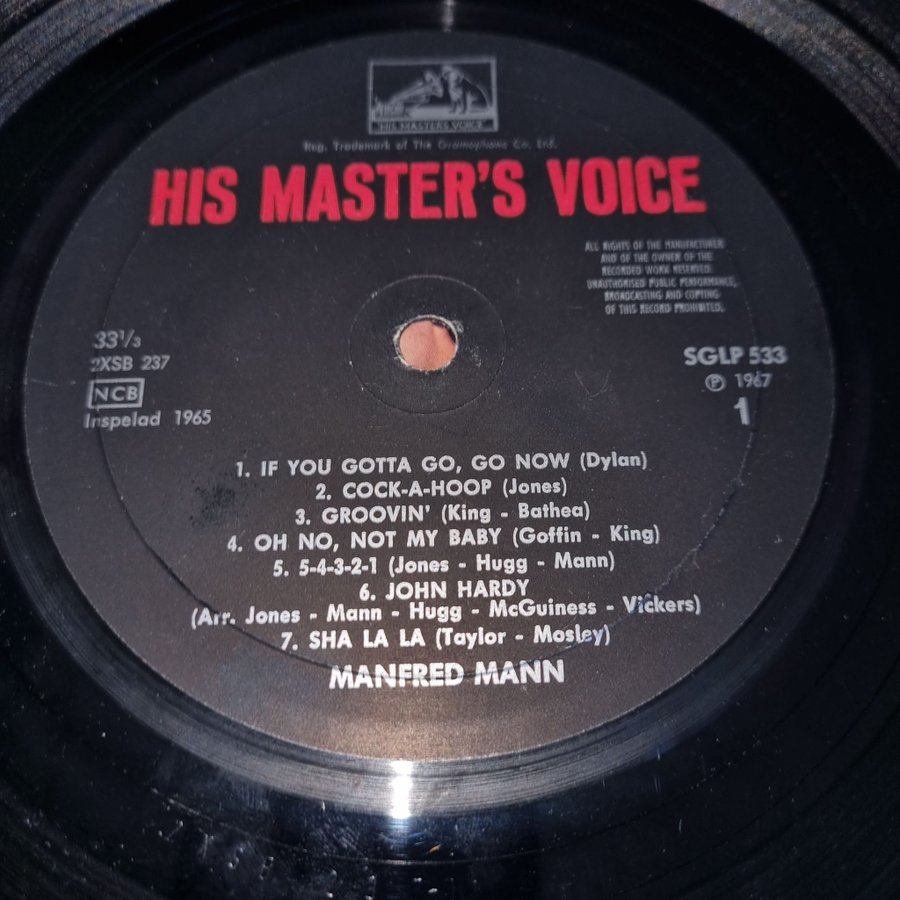 "HIS MASTER'S VOICE"
Reg. Trademark of The Gramophone Co. Ltd.
HIS MASTER'S VOICE
ALL RIGHTS OF THE MANUFACTURER
AND OF THE OWNER OF THE
RECORDED WORK RESERVED.
UNAUTHORISED PUBLIC PERFORMANCE,
BROADCASTING AND COPYING
OF THIS RECORD PROHIBITED.
33⅓
2XSB 237
NCB
Inspelad 1965
SGLP 533
℗ 1967
1
1. IF YOU GOTTA GO, GO NOW (Dylan)
2. COCK-A-HOOP (Jones)
3. GROOVIN' (King - Bathea)
4. OH NO, NOT MY BABY (Goffin - King)
5. 5-4-3-2-1 (Jones - Hugg - Mann)
6. JOHN HARDY
(Arr. Jones - Mann - Hugg - McGuiness - Vickers)
7. SHA LA LA (Taylor - Mosley)
MANFRED MANN